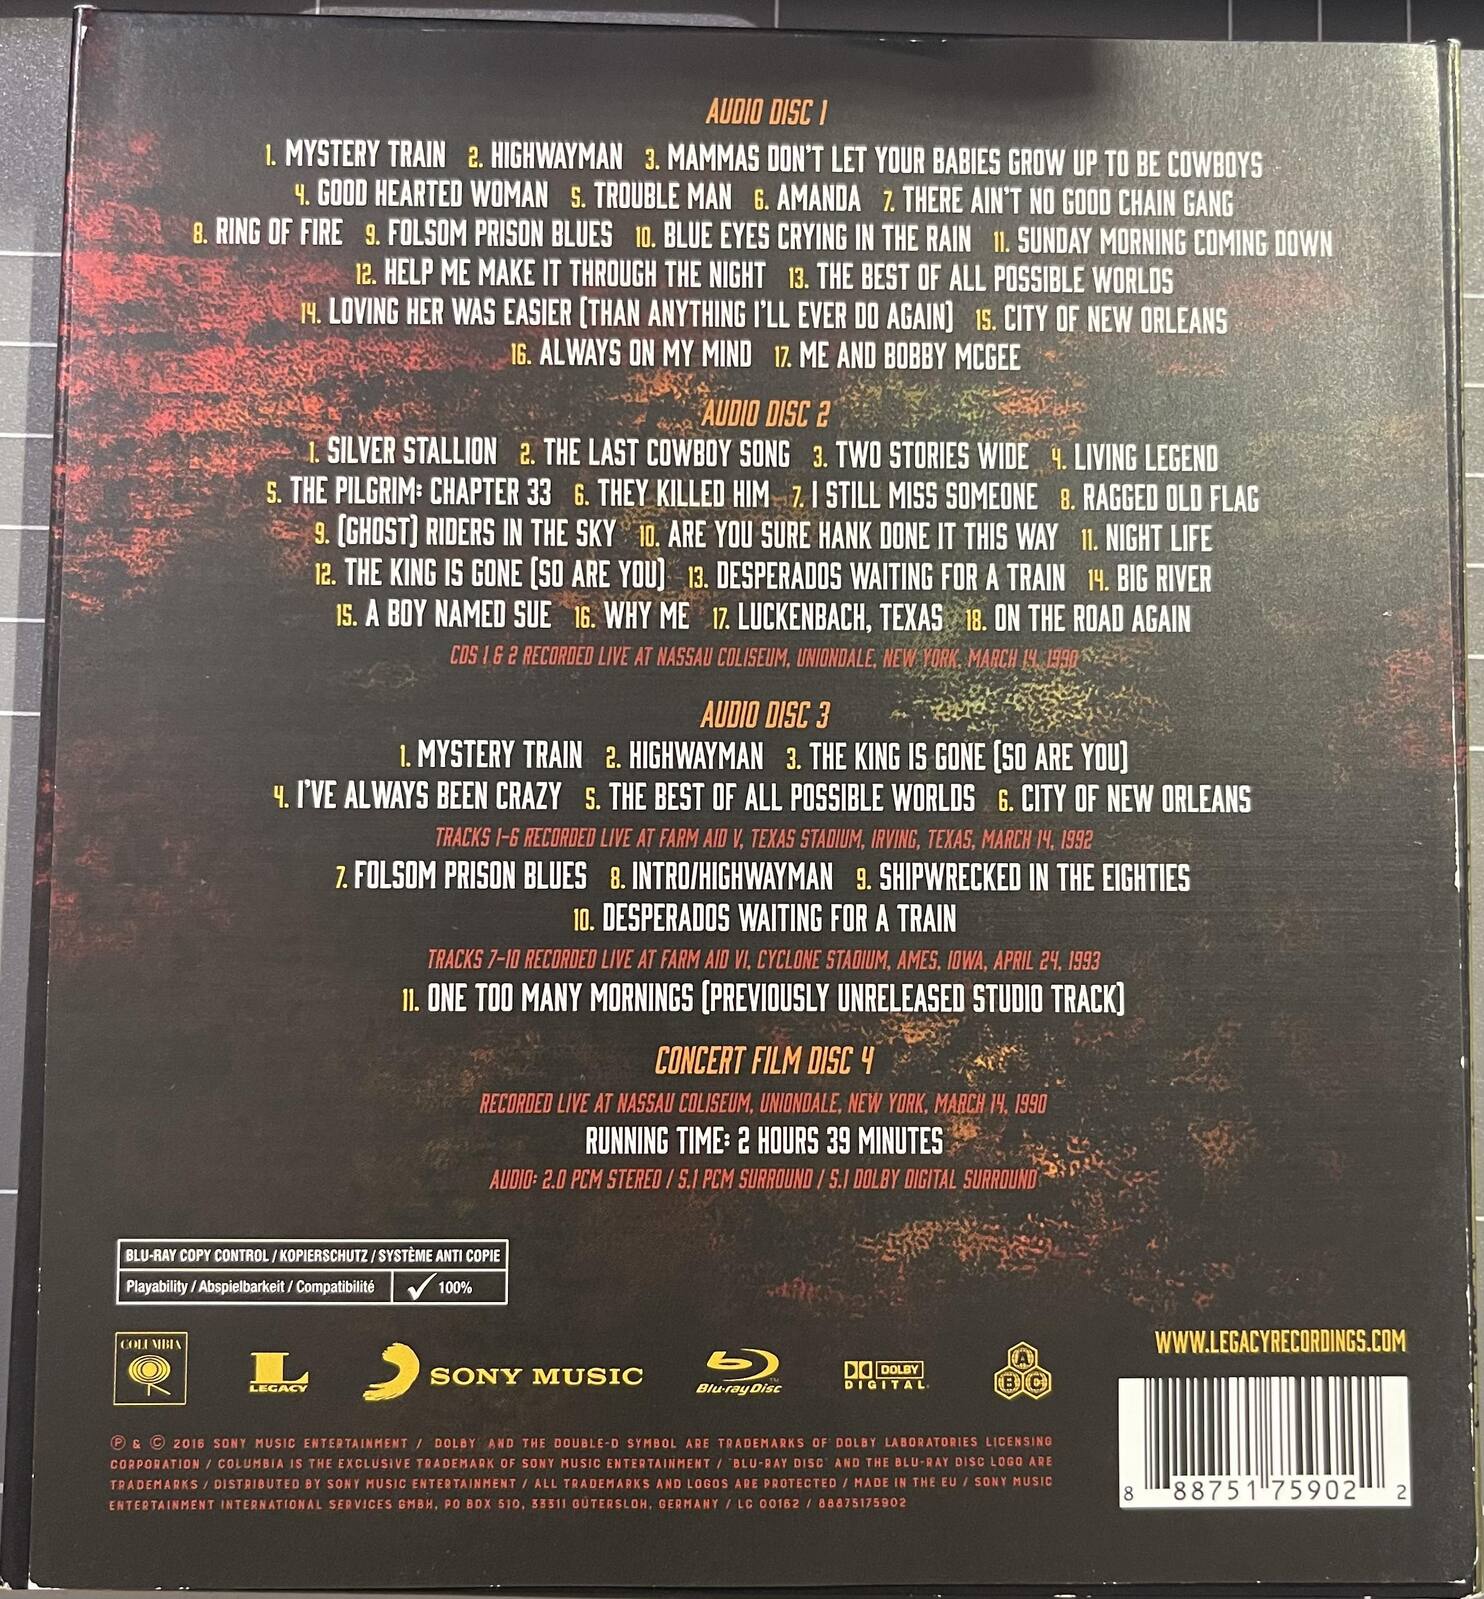 AUDIO DISC 1
1. MYSTERY TRAIN 2. HIGHWAYMAN 3. MAMMAS DON'T LET YOUR BABIES GROW UP TO BE COWBOYS
4. GOOD HEARTED WOMAN 5. TROUBLE MAN 6. AMANDA 7. THERE AIN'T NO GOOD CHAIN GANG
8. RING OF FIRE 9. FOLSOM PRISON BLUES 10. BLUE EYES CRYING IN THE RAIN 11. SUNDAY MORNING COMING DOWN
12. HELP ME MAKE IT THROUGH THE NIGHT 13. THE BEST OF ALL POSSIBLE WORLDS
14. LOVING HER WAS EASIER (THAN ANYTHING I'LL EVER DO AGAIN) 15. CITY OF NEW ORLEANS
16. ALWAYS ON MY MIND 17. ME AND BOBBY MCGEE
AUDIO DISC 2
1. SILVER STALLION 2. THE LAST COWBOY SONG 3. TWO STORIES WIDE 4. LIVING LEGEND
5. THE PILGRIM: CHAPTER 33 6. THEY KILLED HIM 7. I STILL MISS SOMEONE 8. RAGGED OLD FLAG
9. (GHOST) RIDERS IN THE SKY 10. ARE YOU SURE HANK DONE IT THIS WAY 11. NIGHT LIFE
12. THE KING IS GONE (SO ARE YOU) 13. DESPERADOS WAITING FOR A TRAIN 14. BIG RIVER
15. A BOY NAMED SUE 16. WHY ME 17. LUCKENBACH, TEXAS 18. ON THE ROAD AGAIN
CDS 1 & 2 RECORDED LIVE AT NASSAU COLISEUM, UNIONDALE, NEW YORK, MARCH 14, 1990
AUDIO DISC 3
1. MYSTERY TRAIN 2. HIGHWAYMAN 3. THE KING IS GONE (SO ARE YOU)
4. I'VE ALWAYS BEEN CRAZY 5. THE BEST OF ALL POSSIBLE WORLDS 6. CITY OF NEW ORLEANS
TRACKS 1-6 RECORDED LIVE AT FARM AID V, TEXAS STADIUM, IRVING, TEXAS, MARCH 14, 1992
7. FOLSOM PRISON BLUES 8. INTRO/HIGHWAYMAN 9. SHIPWRECKED IN THE EIGHTIES
10. DESPERADOS WAITING FOR A TRAIN
TRACKS 7-10 RECORDED LIVE AT FARM AID VI, CYCLONE STADIUM, AMES, IOWA, APRIL 24, 1993
11. ONE TOO MANY MORNINGS (PREVIOUSLY UNRELEASED STUDIO TRACK)
CONCERT FILM DISC 4
RECORDED LIVE AT NASSAU COLISEUM, UNIONDALE, NEW YORK, MARCH 14, 1990
RUNNING TIME: 2 HOURS 39 MINUTES
AUDIO: 2.0 PCM STEREO / 5.1 PCM SURROUND / 5.1 DOLBY DIGITAL SURROUND
BLU-RAY COPY CONTROL / KOPIERSCHUTZ / SYSTÈME ANTI COPIE
Playability / Abspielbarkeit / Compatibilité ✓ 100%
COLUMBIA
L LEGACY
SONY MUSIC
Blu-ray Disc™
DOLBY DIGITAL
A B C
WWW.LEGACYRECORDINGS.COM
Ⓟ & © 2016 SONY MUSIC ENTERTAINMENT / DOLBY AND THE DOUBLE-D SYMBOL ARE TRADEMARKS OF DOLBY LABORATORIES LICENSING
CORPORATION / COLUMBIA IS THE EXCLUSIVE TRADEMARK OF SONY MUSIC ENTERTAINMENT / "BLU-RAY DISC" AND THE BLU-RAY DISC LOGO ARE
TRADEMARKS / DISTRIBUTED BY SONY MUSIC ENTERTAINMENT / ALL TRADEMARKS AND LOGOS ARE PROTECTED / MADE IN THE EU / SONY MUSIC
ENTERTAINMENT INTERNATIONAL SERVICES GMBH, PO BOX 510, 33311 GÜTERSLOH, GERMANY / LC 00162 / 88875175902
8 88751 75902 2